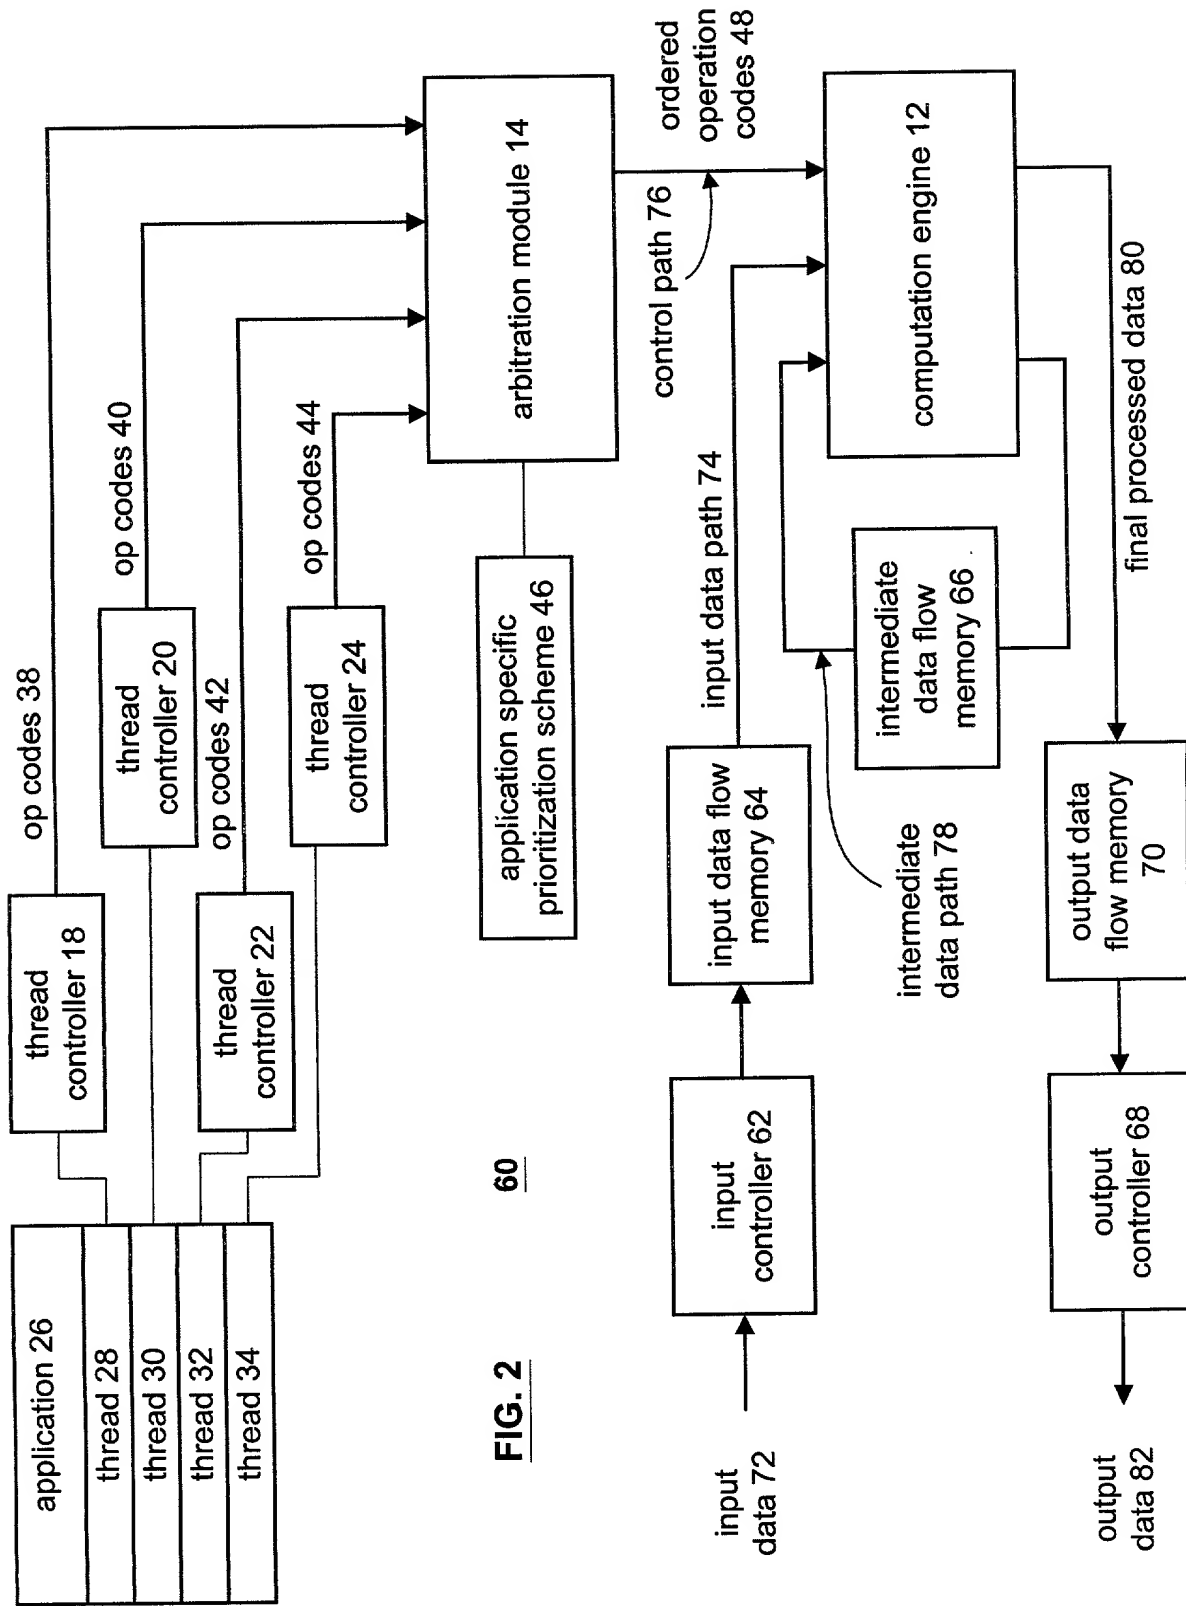 application 26
thread 28
thread 30
thread 32
thread 34
thread
controller 18
thread
controller 20
thread
controller 22
thread
controller 24
op codes 38
op codes 40
op codes 42
op codes 44
arbitration module 14
application specific
prioritization scheme 46
ordered
operation
codes 48
control path 76
FIG. 2
60
input
data 72
input
controller 62
input data flow
memory 64
input data path 74
computation engine 12
intermediate
data flow
memory 66
intermediate
data path 78
final processed data 80
output data
flow memory
70
output
controller 68
output
data 82